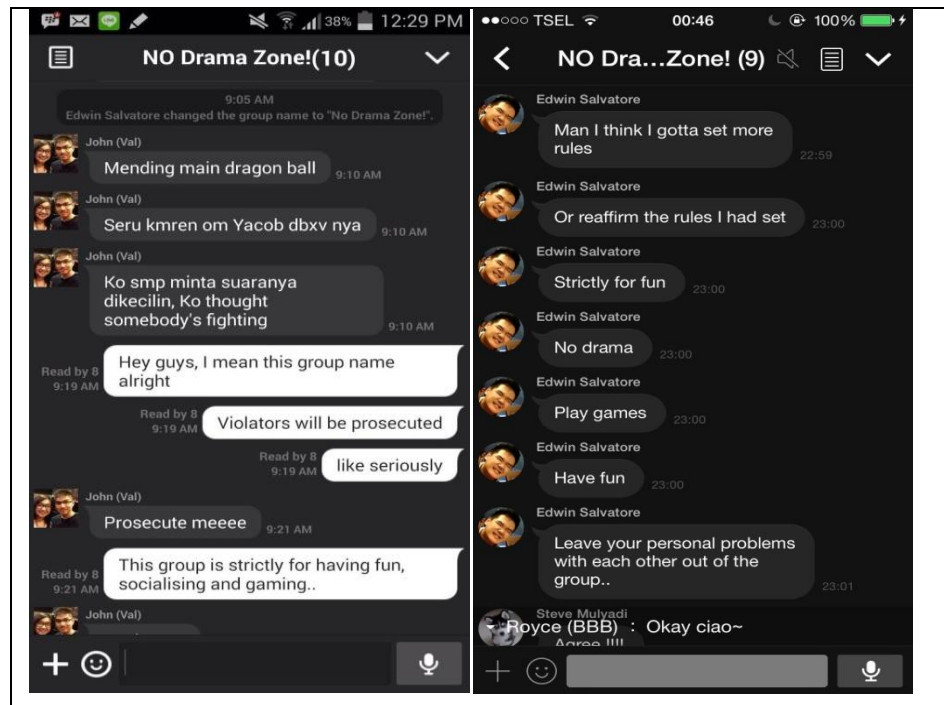 38% 12:29 PM
NO Drama Zone!(10)
9:05 AM
Edwin Salvatore changed the group name to "No Drama Zone!".
John (Val)
Mending main dragon ball
9:10 AM
John (Val)
Seru kmren om Yacob dbxv nya
9:10 AM
John (Val)
Ko smp minta suaranya
dikecilin, Ko thought
somebody's fighting
9:10 AM
Hey guys, I mean this group name
alright
Read by 8
9:19 AM
Violators will be prosecuted
Read by 8
9:19 AM
like seriously
Read by 8
9:19 AM
John (Val)
Prosecute meeee
9:21 AM
This group is strictly for having fun,
socialising and gaming..
Read by 8
9:21 AM
John (Val)
TSEL 00:46 100%
NO Dra...Zone! (9)
Edwin Salvatore
Man I think I gotta set more
rules
22:59
Edwin Salvatore
Or reaffirm the rules I had set
23:00
Edwin Salvatore
Strictly for fun
23:00
Edwin Salvatore
No drama
23:00
Edwin Salvatore
Play games
23:00
Edwin Salvatore
Have fun
23:00
Edwin Salvatore
Leave your personal problems
with each other out of the
group..
23:01
Steve Mulyadi
Royce (BBB) : Okay ciao~
Agree !!!!